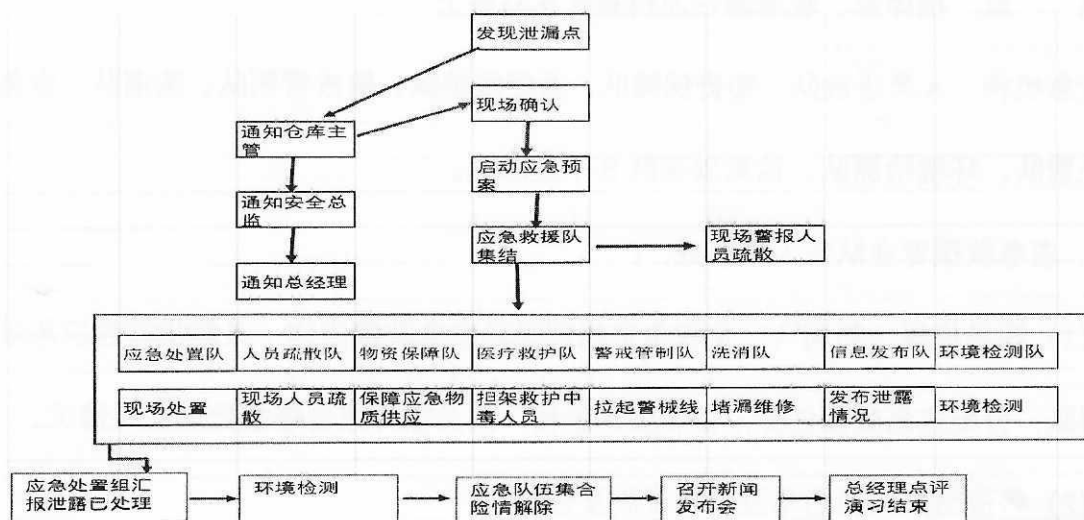 发现泄漏点
现场确认
通知仓库主
管
启动应急预
案
通知安全总
监
应急救援队
集结
现场警报人
员疏散
通知总经理
应急处置队 人员疏散队 物资保障队 医疗救护队 警戒管制队 洗消队 信息发布队 环境检测队
现场处置
现场人员疏
散
保障应急物
质供应
担架救护中
毒人员
拉起警械线
堵漏维修
发布泄露
情况
环境检测
应急处置组汇
报泄露已处理
环境检测
应急队伍集合
险情解除
召开新闻
发布会
总经理点评
演习结束